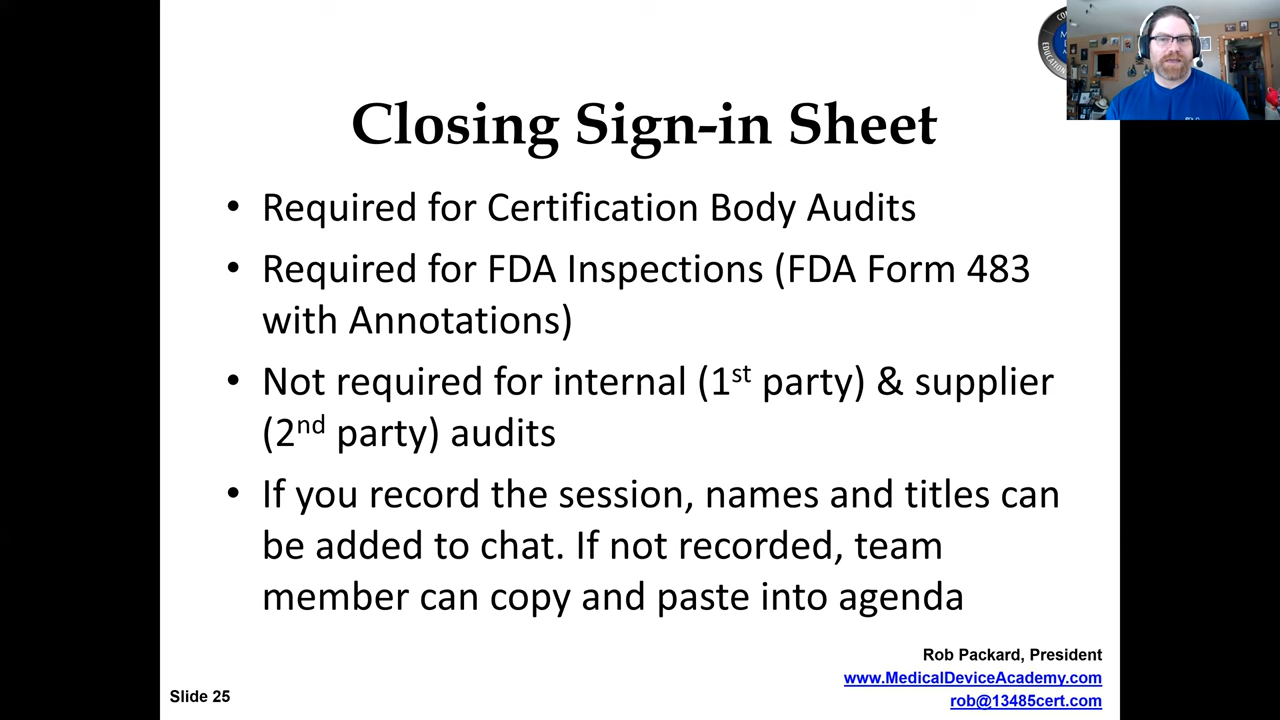 Closing Sign-in Sheet
• Required for Certification Body Audits
• Required for FDA Inspections (FDA Form 483
with Annotations)
• Not required for internal (1st party) & supplier
(2nd party) audits
• If you record the session, names and titles can
be added to chat. If not recorded, team
member can copy and paste into agenda
Rob Packard, President
www.MedicalDeviceAcademy.com
rob@13485cert.com
Slide 25